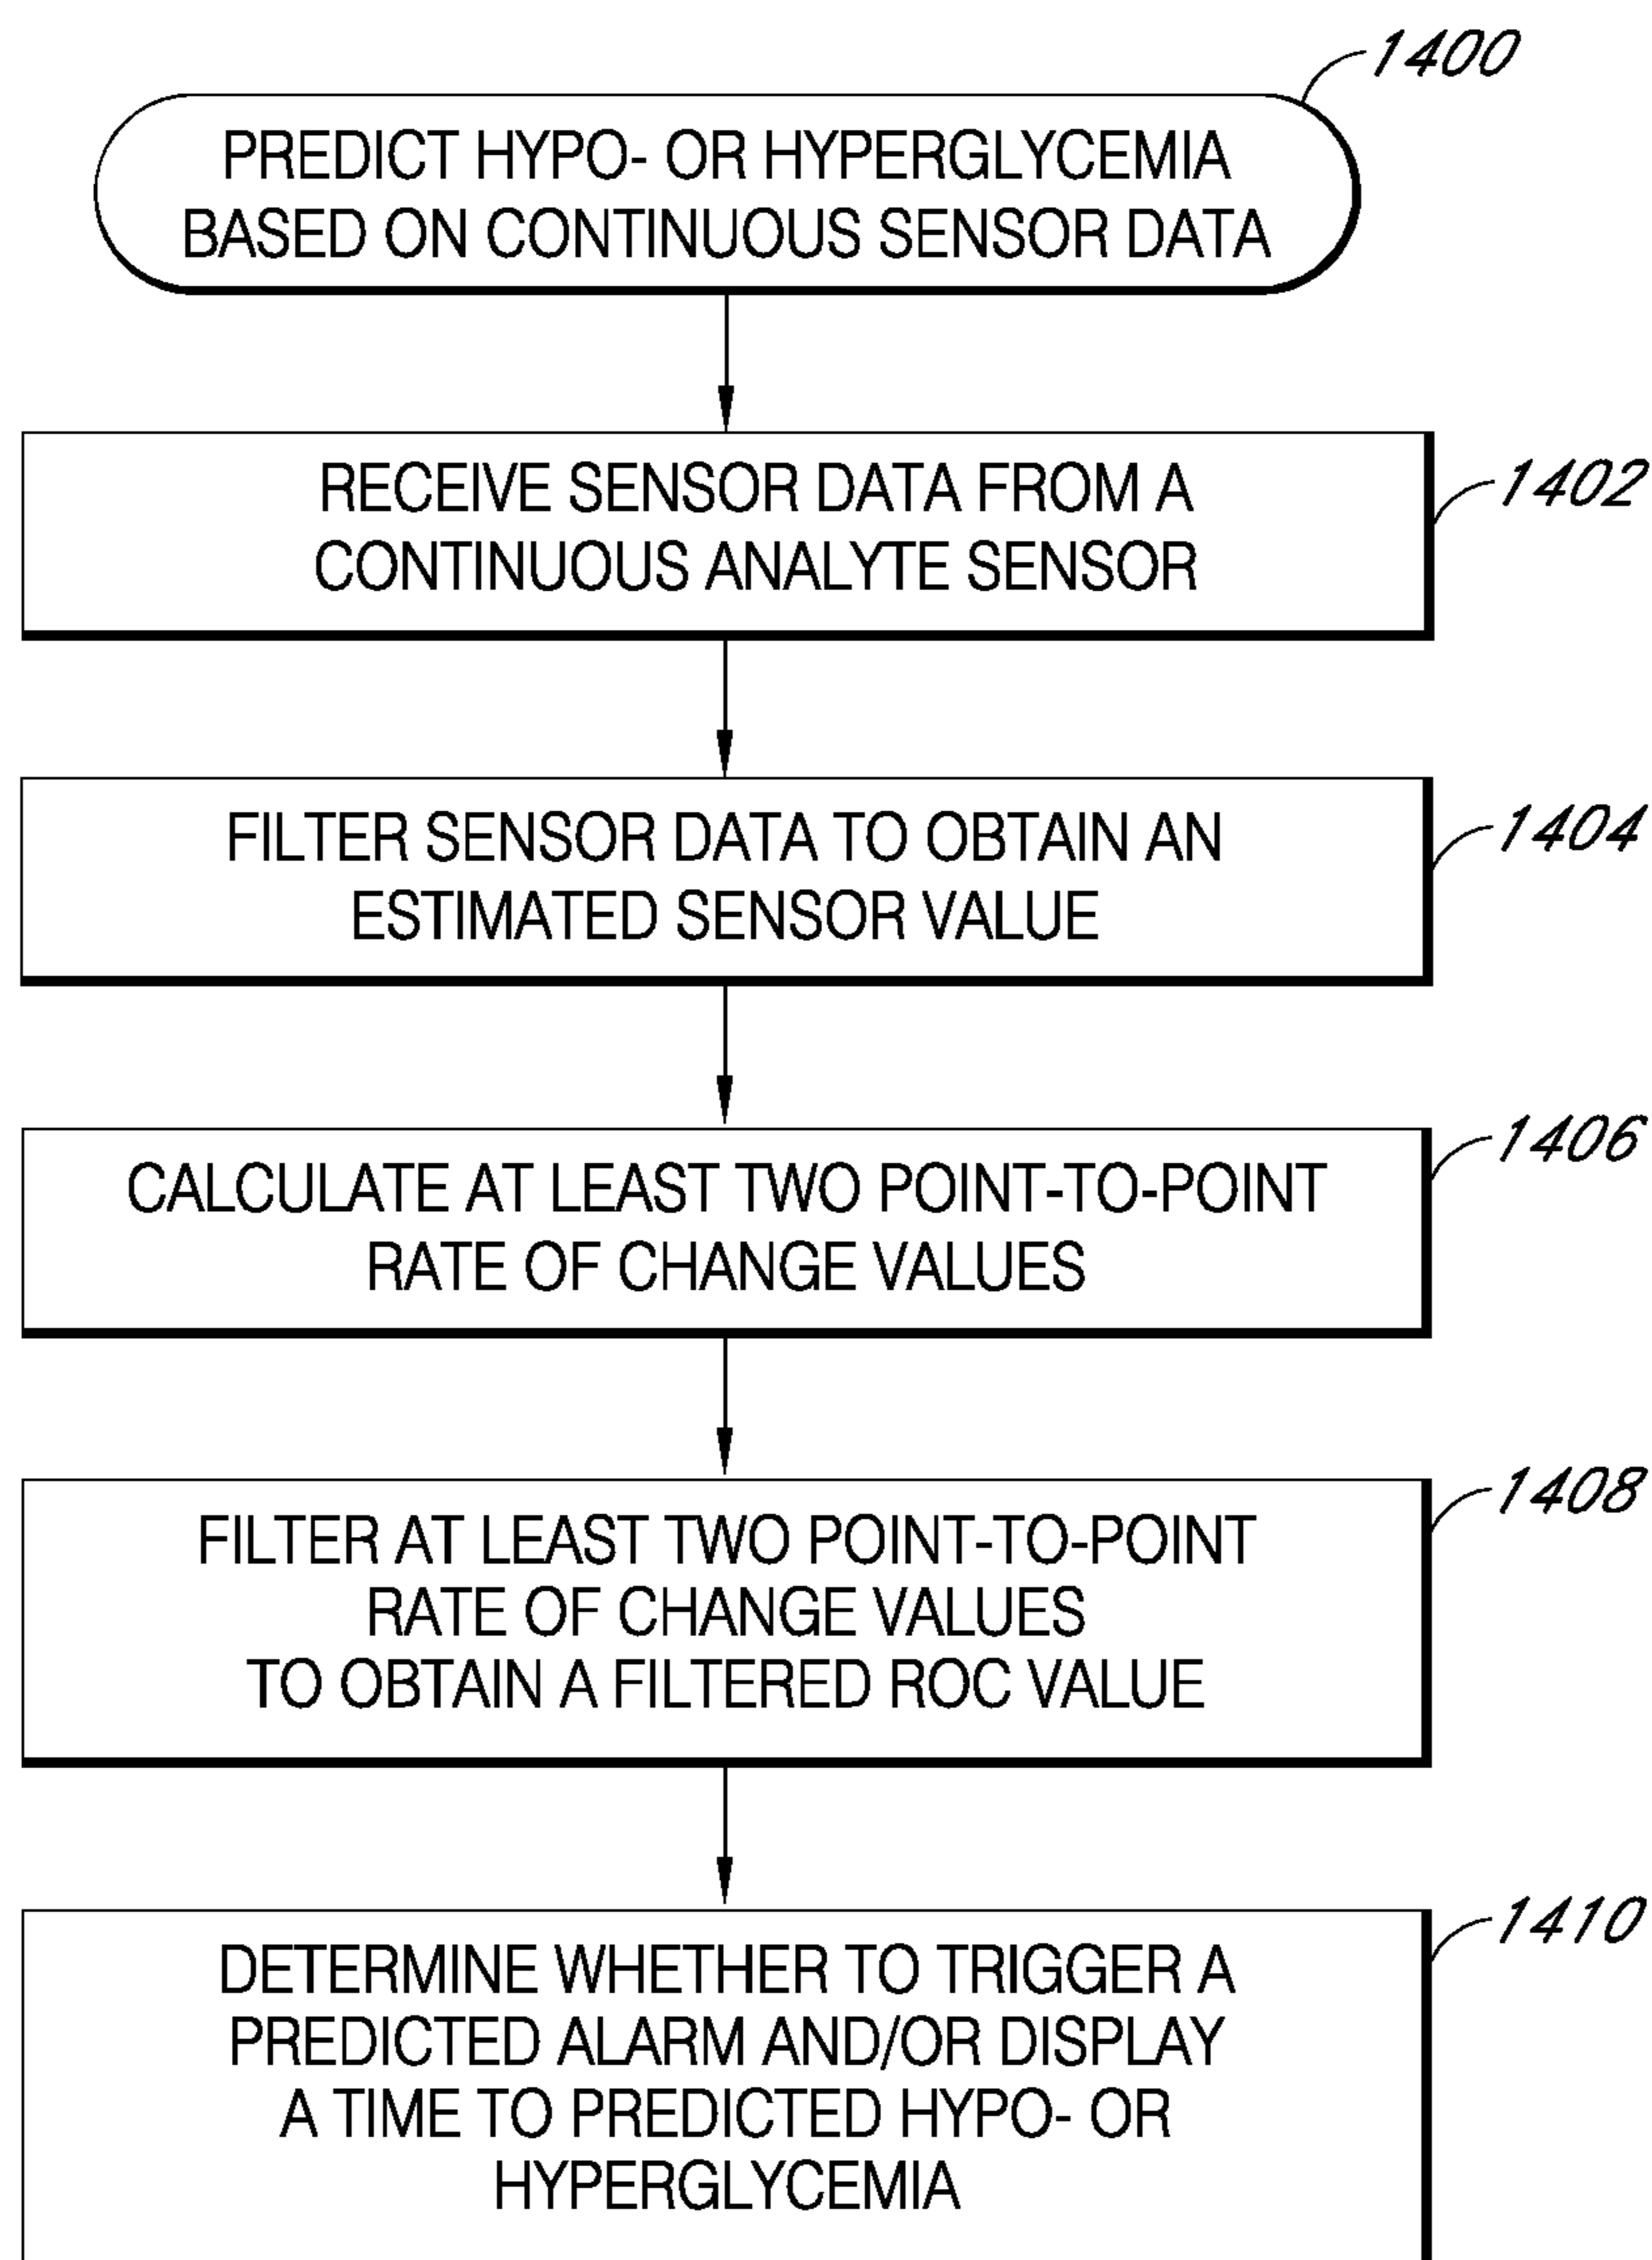 1400
PREDICT HYPO- OR HYPERGLYCEMIA
BASED ON CONTINUOUS SENSOR DATA
RECEIVE SENSOR DATA FROM A
CONTINUOUS ANALYTE SENSOR
1402
FILTER SENSOR DATA TO OBTAIN AN
ESTIMATED SENSOR VALUE
1404
CALCULATE AT LEAST TWO POINT-TO-POINT
RATE OF CHANGE VALUES
1406
FILTER AT LEAST TWO POINT-TO-POINT
RATE OF CHANGE VALUES
TO OBTAIN A FILTERED ROC VALUE
1408
DETERMINE WHETHER TO TRIGGER A
PREDICTED ALARM AND/OR DISPLAY
A TIME TO PREDICTED HYPO- OR
HYPERGLYCEMIA
1410